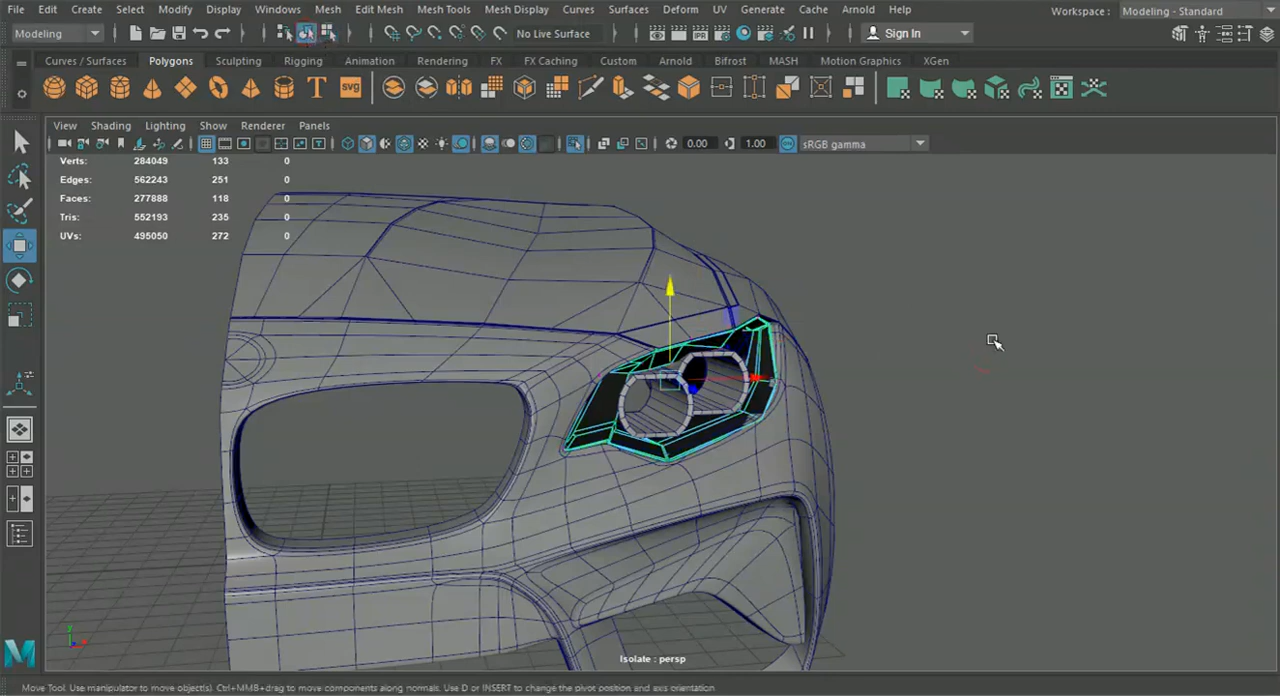 File Edit Create Select Modify Display Windows Mesh Edit Mesh Mesh Tools Mesh Display Curves Surfaces Deform UV Generate Cache Arnold Help Workspace : Modeling - Standard
Modeling No Live Surface Sign In
Curves / Surfaces Polygons Sculpting Rigging Animation Rendering FX FX Caching Custom Arnold Bifrost MASH Motion Graphics XGen
T svg
View Shading Lighting Show Renderer Panels
0.00 1.00 sRGB gamma
Verts: 284049 133 0
Edges: 562243 251 0
Faces: 277888 118 0
Tris: 552193 235 0
UVs: 495050 272 0
y
Isolate : persp
M
Move Tool: Use manipulator to move object(s). Ctrl+MMB+drag to move components along normals. Use D or INSERT to change the pivot position and axis orientation